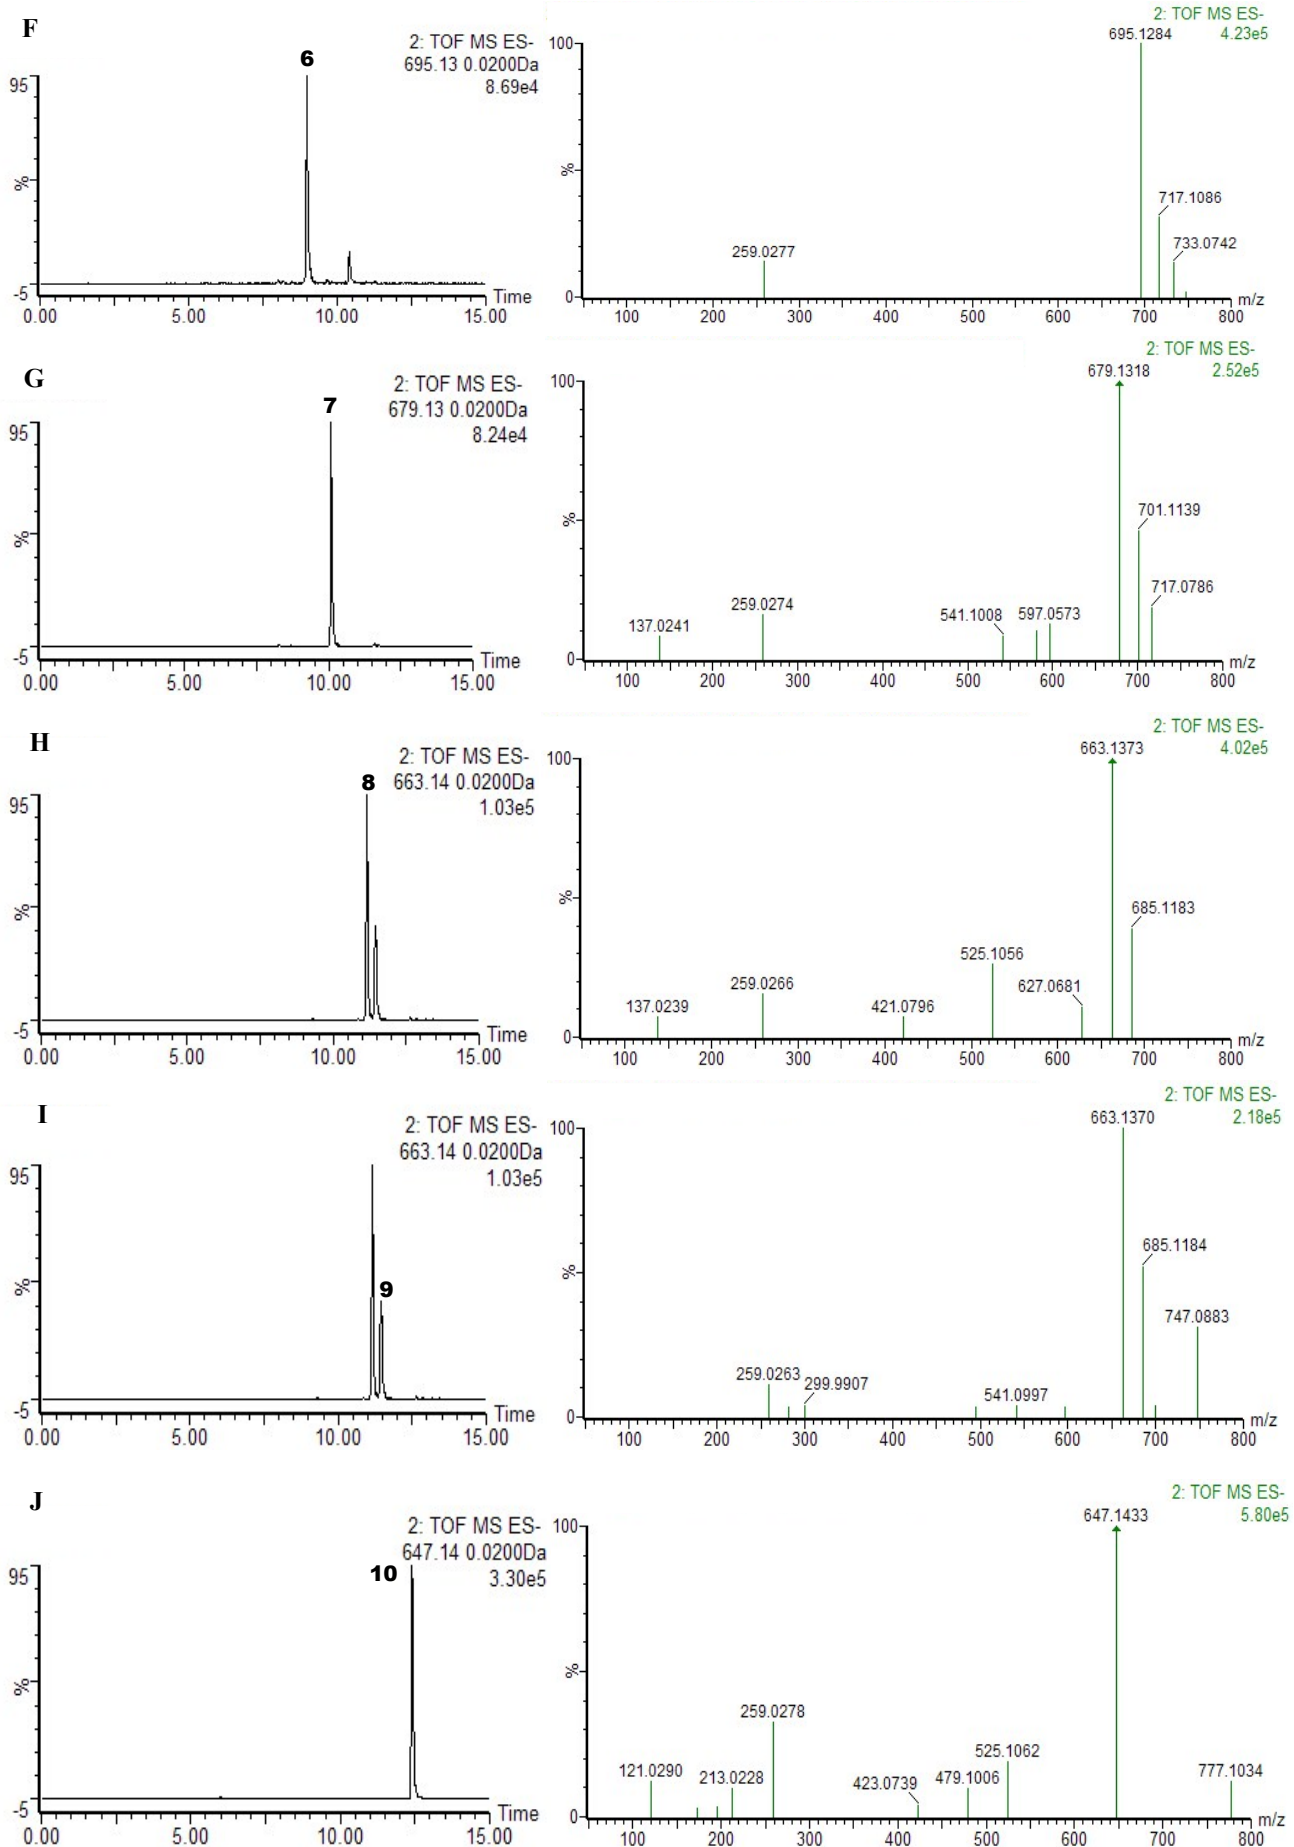 F
2: TOF MS ES-
695.13 0.0200Da
8.69e4
6
95
%
-5
0.00 5.00 10.00 15.00
Time
2: TOF MS ES-
4.23e5
100
%
0
695.1284
717.1086
733.0742
259.0277
100 200 300 400 500 600 700 800
m/z
G
2: TOF MS ES-
679.13 0.0200Da
8.24e4
7
95
%
-5
0.00 5.00 10.00 15.00
Time
2: TOF MS ES-
2.52e5
100
%
0
679.1318
701.1139
717.0786
541.1008
597.0573
259.0274
137.0241
100 200 300 400 500 600 700 800
m/z
H
2: TOF MS ES-
663.14 0.0200Da
1.03e5
8
95
%
-5
0.00 5.00 10.00 15.00
Time
2: TOF MS ES-
4.02e5
100
%
0
663.1373
685.1183
525.1056
627.0681
259.0266
421.0796
137.0239
100 200 300 400 500 600 700 800
m/z
I
2: TOF MS ES-
663.14 0.0200Da
1.03e5
9
95
%
-5
0.00 5.00 10.00 15.00
Time
2: TOF MS ES-
2.18e5
100
%
0
663.1370
685.1184
747.0883
259.0263
299.9907
541.0997
100 200 300 400 500 600 700 800
m/z
J
2: TOF MS ES-
647.14 0.0200Da
3.30e5
10
95
%
-5
0.00 5.00 10.00 15.00
Time
2: TOF MS ES-
5.80e5
100
%
0
647.1433
259.0278
525.1062
121.0290
213.0228
423.0739
479.1006
777.1034
100 200 300 400 500 600 700 800
m/z